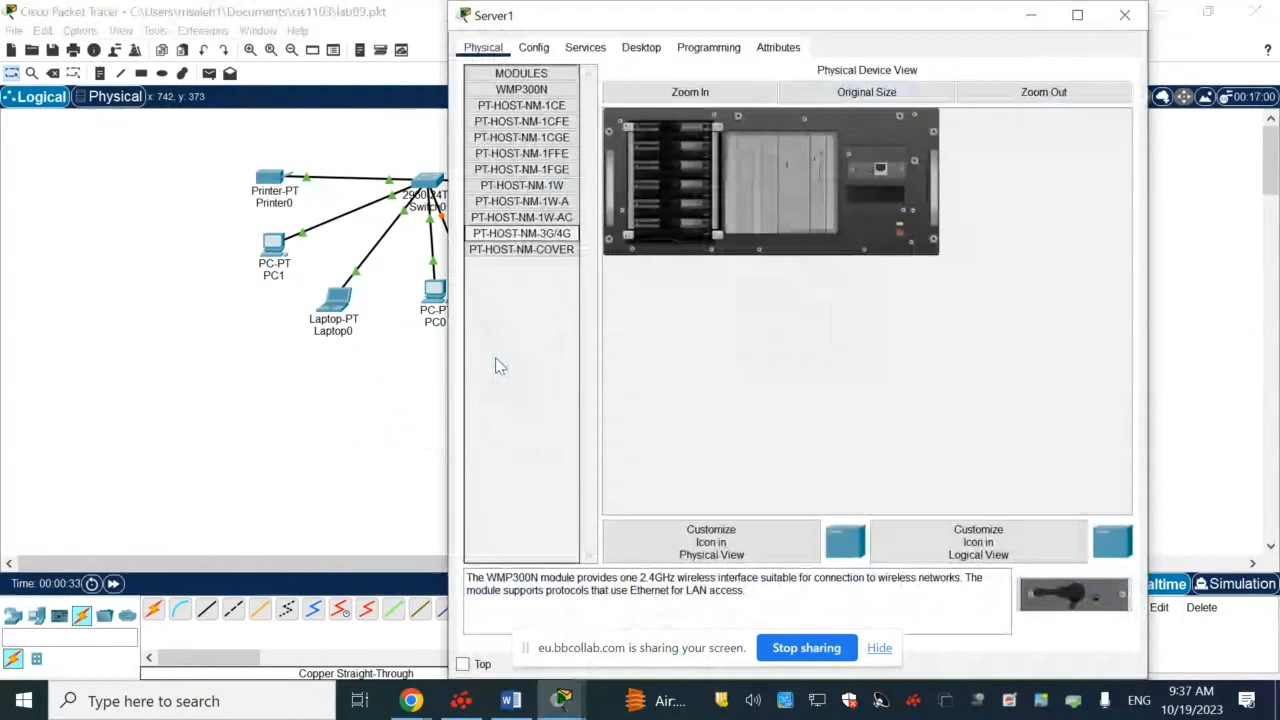 Cisco Packet Tracer - C:\Users\msaleh1\Documents\cis1103\lab09.pkt
Server1
File Edit Options View Tools Extensions Window Help
Physical Config Services Desktop Programming Attributes
Logical Physical x: 742, y: 373
00:17:00
MODULES
WMP300N
PT-HOST-NM-1CE
PT-HOST-NM-1CFE
PT-HOST-NM-1CGE
PT-HOST-NM-1FFE
PT-HOST-NM-1FGE
PT-HOST-NM-1W
PT-HOST-NM-1W-A
PT-HOST-NM-1W-AC
PT-HOST-NM-3G/4G
PT-HOST-NM-COVER
Physical Device View
Zoom In Original Size Zoom Out
Printer-PT
Printer0
2960-24T
Switch0
PC-PT
PC1
Laptop-PT
Laptop0
PC-P
PC0
Customize
Icon in
Physical View
Customize
Icon in
Logical View
The WMP300N module provides one 2.4GHz wireless interface suitable for connection to wireless networks. The
module supports protocols that use Ethernet for LAN access.
Top
Time: 00:00:33
altime Simulation
Edit Delete
Copper Straight-Through
eu.bbcollab.com is sharing your screen. Stop sharing Hide
Type here to search
Air....
ENG
9:37 AM
10/19/2023